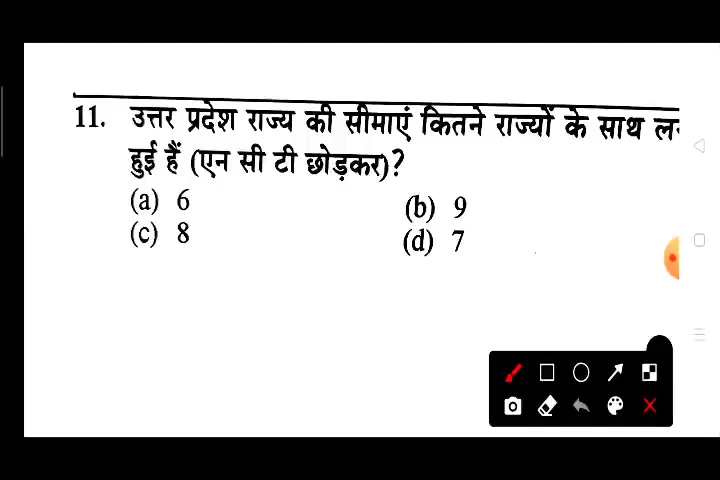 11. उत्तर प्रदेश राज्य की सीमाएं कितने राज्यों के साथ
हुई हैं (एन सी टी छोड़कर)?
(a) 6 (b) 9
(c) 8 (d) 7